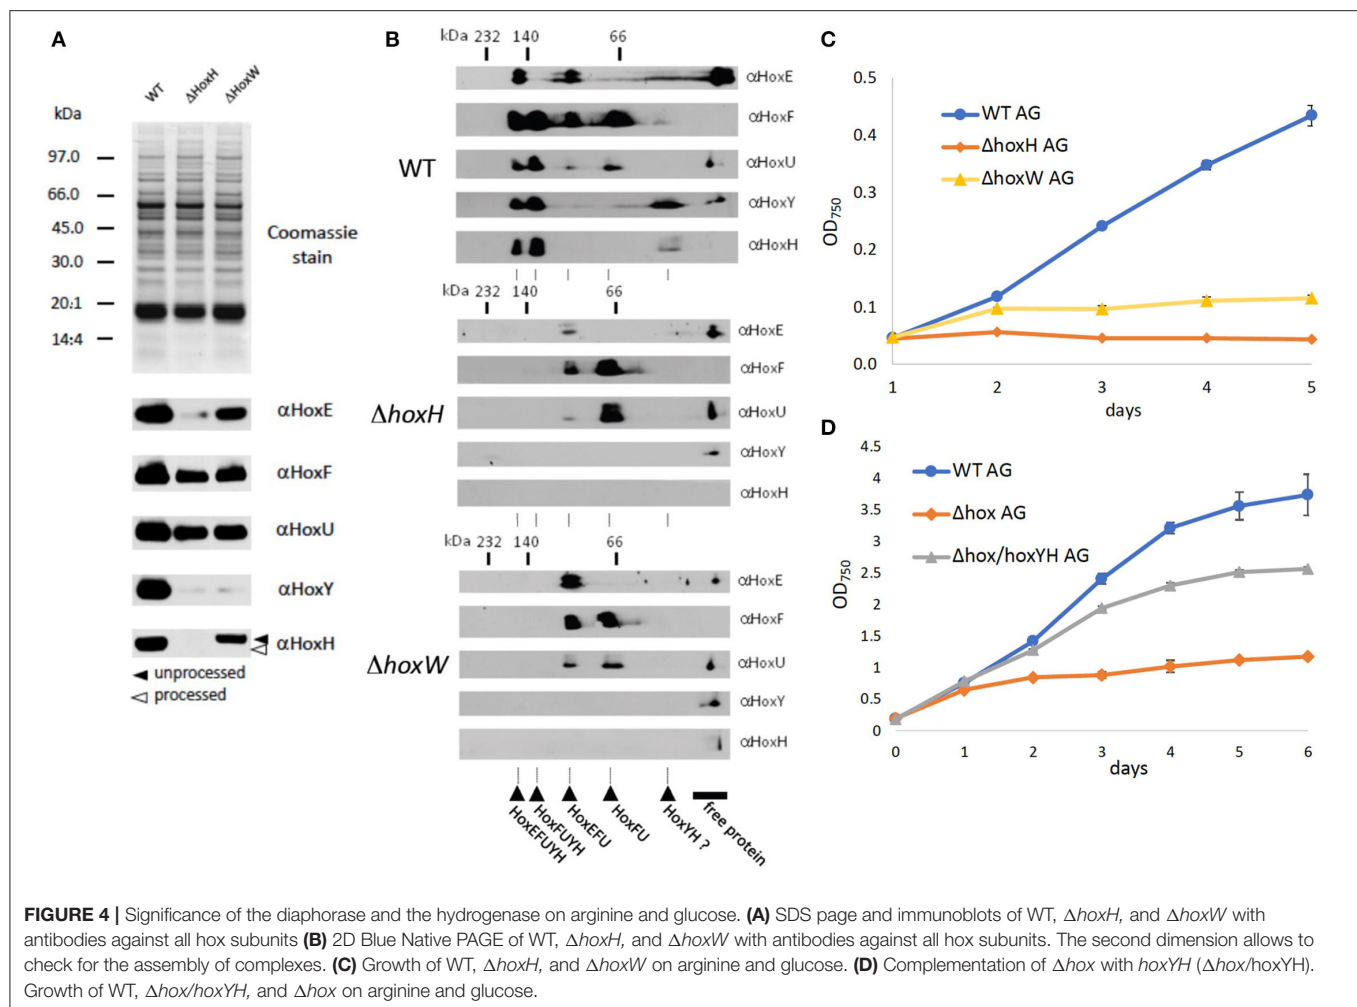 A
WT ΔHoxH ΔHoxW
kDa
97.0
66.0
45.0
30.0
20:1
14:4
Coomassie
stain
αHoxE
αHoxF
αHoxU
αHoxY
αHoxH
◄ unprocessed
◁ processed
B
kDa 232 140 66
WT
αHoxE
αHoxF
αHoxU
αHoxY
αHoxH
kDa 232 140 66
ΔhoxH
αHoxE
αHoxF
αHoxU
αHoxY
αHoxH
kDa 232 140 66
ΔhoxW
αHoxE
αHoxF
αHoxU
αHoxY
αHoxH
HoxEFUYH
HoxFUYH
HoxEFU
HoxFU
HoxYH ?
free protein
C
OD750
0.5
0.4
0.3
0.2
0.1
0.0
WT AG
ΔhoxH AG
ΔhoxW AG
1 2 3 4 5
days
D
OD750
4.5
4
3.5
3
2.5
2
1.5
1
0.5
0
WT AG
Δhox AG
Δhox/hoxYH AG
0 1 2 3 4 5 6
days
FIGURE 4 | Significance of the diaphorase and the hydrogenase on arginine and glucose. (A) SDS page and immunoblots of WT, ΔhoxH, and ΔhoxW with
antibodies against all hox subunits (B) 2D Blue Native PAGE of WT, ΔhoxH, and ΔhoxW with antibodies against all hox subunits. The second dimension allows to
check for the assembly of complexes. (C) Growth of WT, ΔhoxH, and ΔhoxW on arginine and glucose. (D) Complementation of Δhox with hoxYH (Δhox/hoxYH).
Growth of WT, Δhox/hoxYH, and Δhox on arginine and glucose.